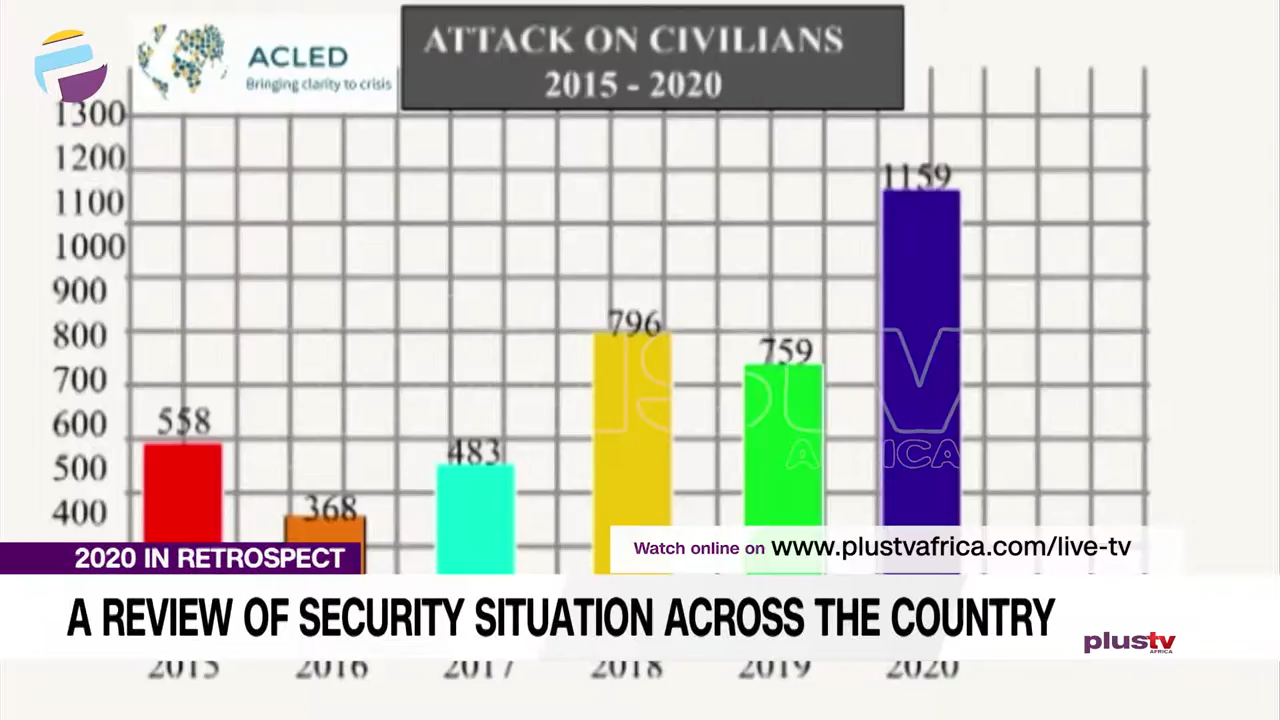 ACLED
Bringing clarity to crisis
ATTACK ON CIVILIANS
2015 - 2020
1300
1200
1100
1000
900
800
700
600
500
400
558
368
483
796
759
1159
2020 IN RETROSPECT
Watch online on www.plustvafrica.com/live-tv
A REVIEW OF SECURITY SITUATION ACROSS THE COUNTRY
plustv
AFRICA
2015 2016 2017 2018 2019 2020